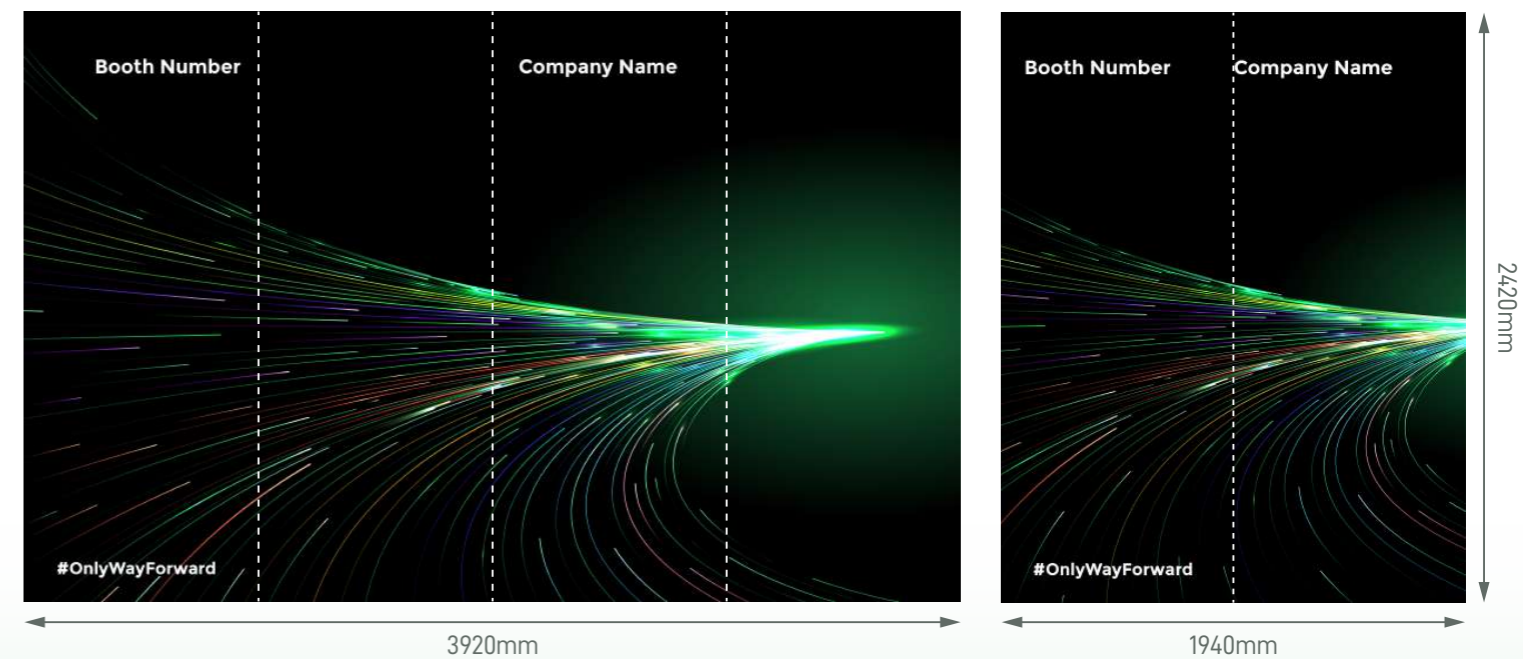 Booth Number
Company Name
#OnlyWayForward
3920mm
Booth Number
Company Name
#OnlyWayForward
1940mm
2420mm